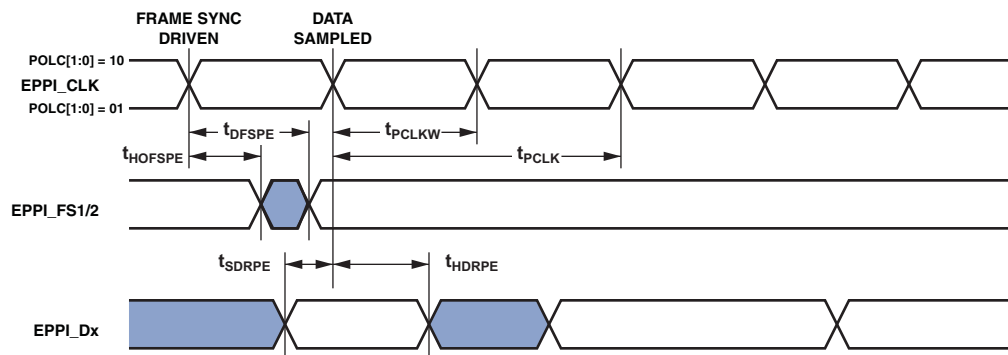 FRAME SYNC
DRIVEN
DATA
SAMPLED
POLC[1:0] = 10
EPPI_CLK
POLC[1:0] = 01
tDFSPE
tPCLKW
tHOFSPE
tPCLK
EPPI_FS1/2
tSDRPE
tHDRPE
EPPI_Dx